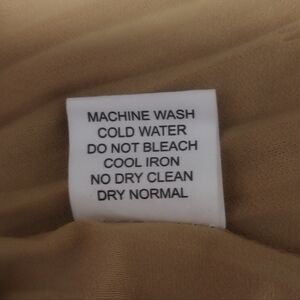 MACHINE WASH
COLD WATER
DO NOT BLEACH
COOL IRON
NO DRY CLEAN
DRY NORMAL